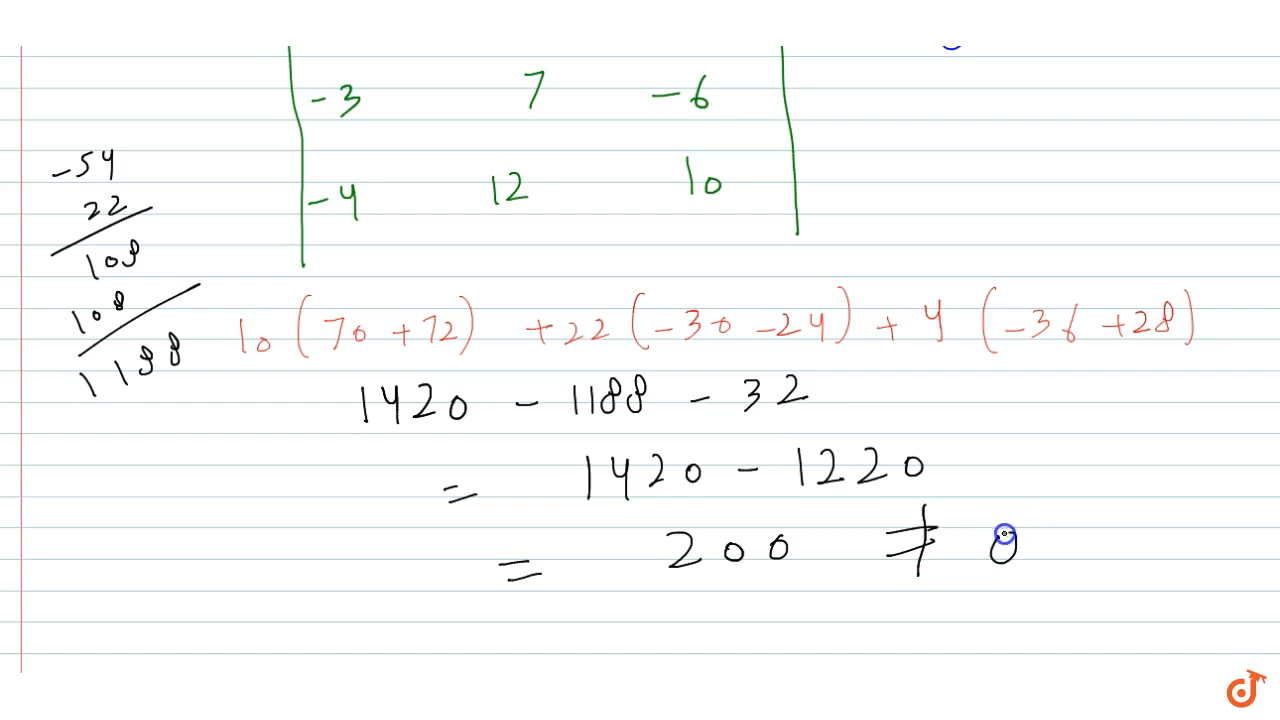 -3 7 -6
-4 12 10
-54
22
108
108
1188
10 (70 + 72) + 22 (-30 - 24) + 4 (-36 + 28)
1420 - 1188 - 32
= 1420 - 1220
= 200 ≠ 0